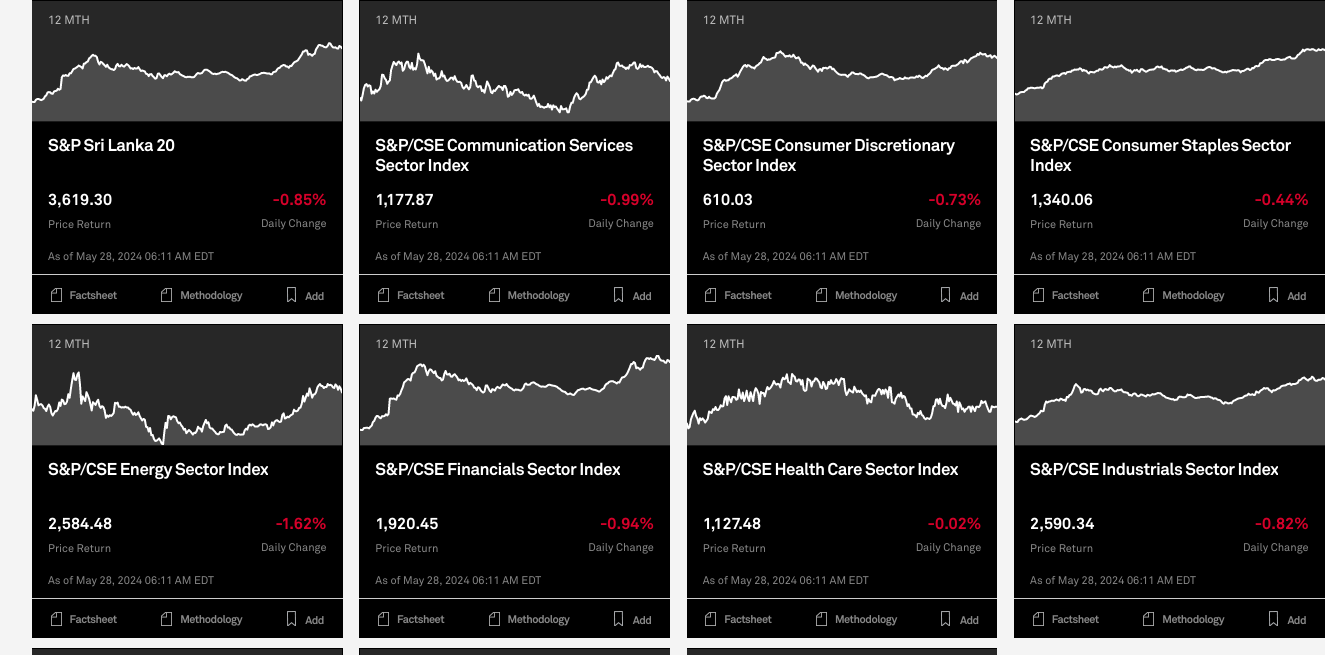 12 MTH
12 MTH
12 MTH
12 MTH
S&P Sri Lanka 20
S&P/CSE Communication Services
Sector Index
S&P/CSE Consumer Discretionary
Sector Index
S&P/CSE Consumer Staples Sector
Index
3,619.30
-0.85%
1,177.87
-0.99%
610.03
-0.73%
1,340.06
-0.44%
Price Return
Daily Change
Price Return
Daily Change
Price Return
Daily Change
Price Return
Daily Change
As of May 28, 2024 06:11 AM EDT
As of May 28, 2024 06:11 AM EDT
As of May 28, 2024 06:11 AM EDT
As of May 28, 2024 06:11 AM EDT
Factsheet
Methodology
Add
Factsheet
Methodology
Add
Factsheet
Methodology
Add
Factsheet
Methodology
Add
12 MTH
12 MTH
12 MTH
12 MTH
S&P/CSE Energy Sector Index
S&P/CSE Financials Sector Index
S&P/CSE Health Care Sector Index
S&P/CSE Industrials Sector Index
2,584.48
-1.62%
1,920.45
-0.94%
1,127.48
-0.02%
2,590.34
-0.82%
Price Return
Daily Change
Price Return
Daily Change
Price Return
Daily Change
Price Return
Daily Change
As of May 28, 2024 06:11 AM EDT
As of May 28, 2024 06:11 AM EDT
As of May 28, 2024 06:11 AM EDT
As of May 28, 2024 06:11 AM EDT
Factsheet
Methodology
Add
Factsheet
Methodology
Add
Factsheet
Methodology
Add
Factsheet
Methodology
Add